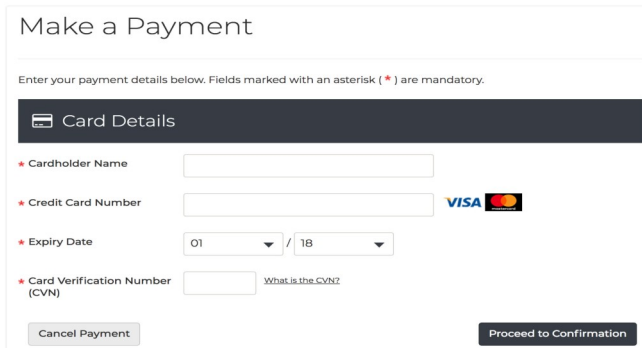 Make a Payment
Enter your payment details below. Fields marked with an asterisk ( * ) are mandatory.
Card Details
* Cardholder Name
* Credit Card Number VISA mastercard
* Expiry Date 01 / 18
* Card Verification Number What is the CVN?
(CVN)
Cancel Payment Proceed to Confirmation